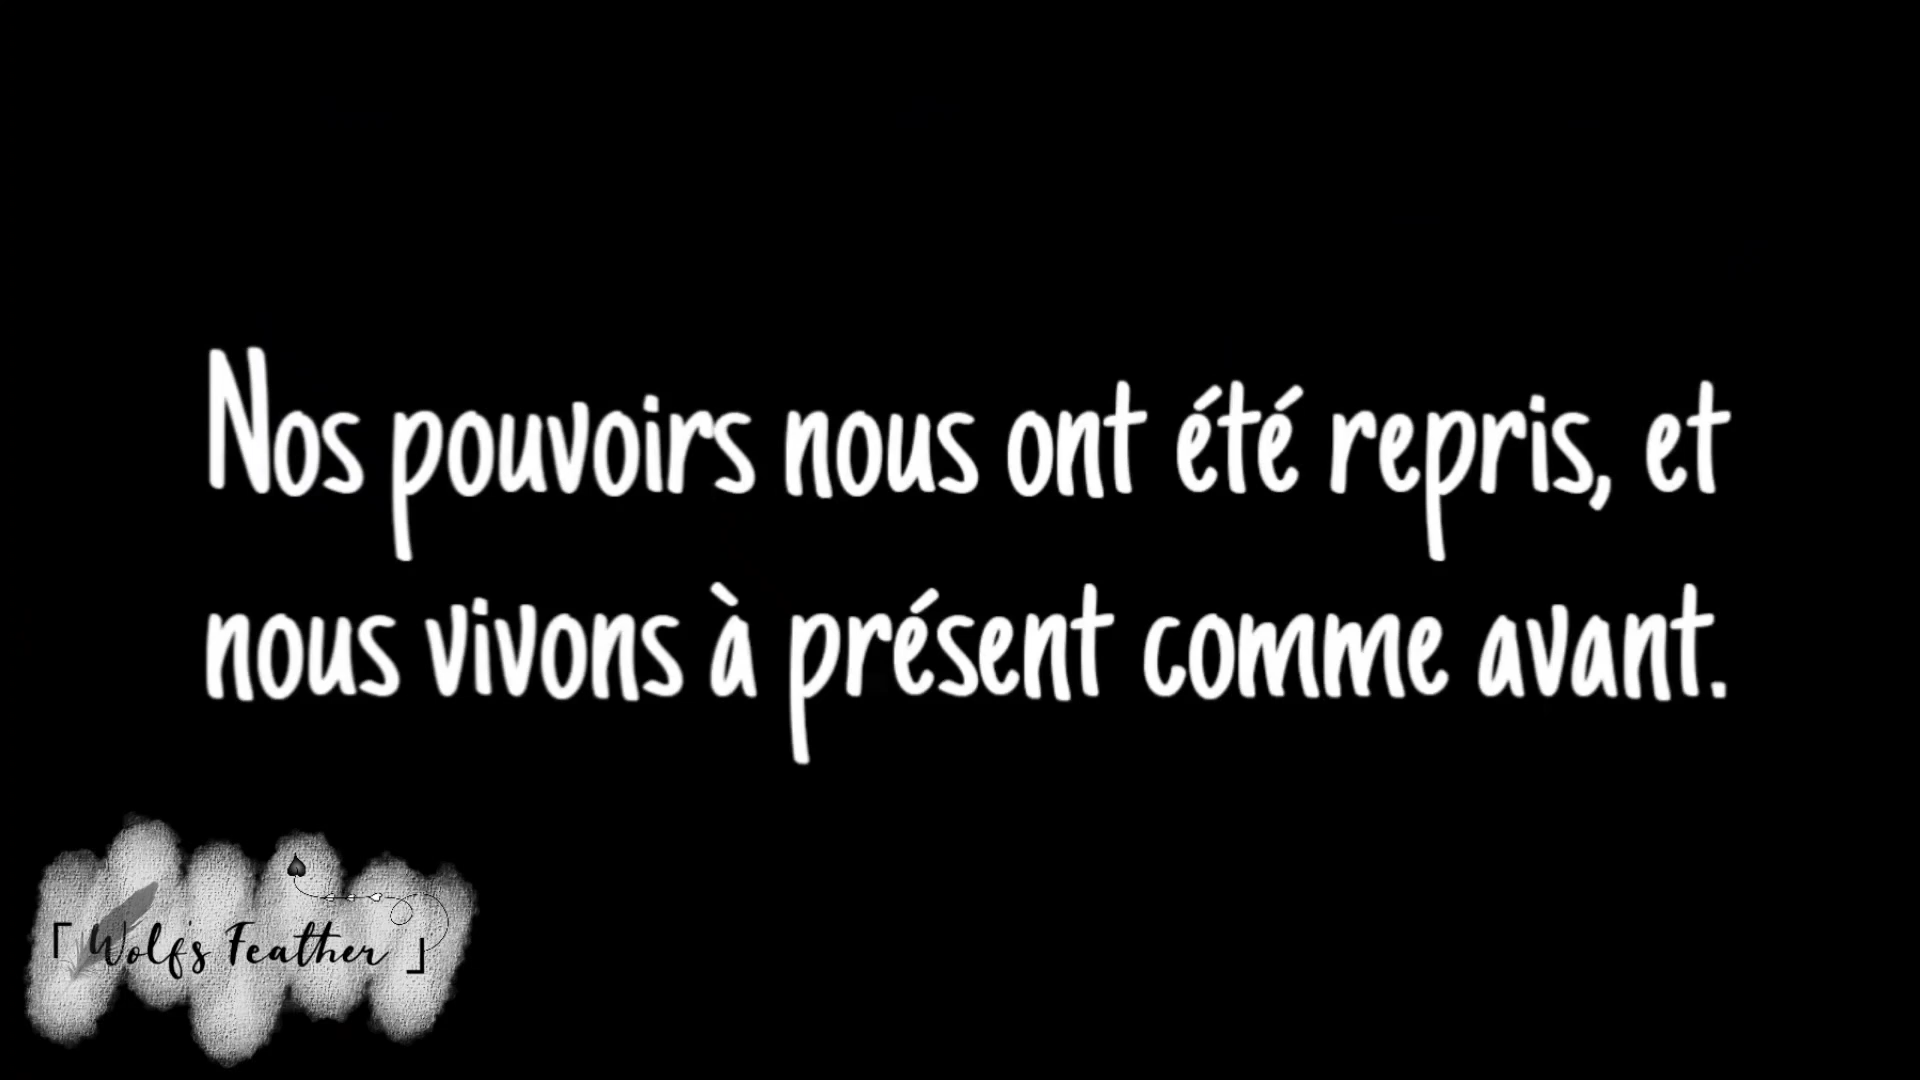 Nos pouvoirs nous ont été repris, et
nous vivons à présent comme avant.
「 Wolf's Feather 」